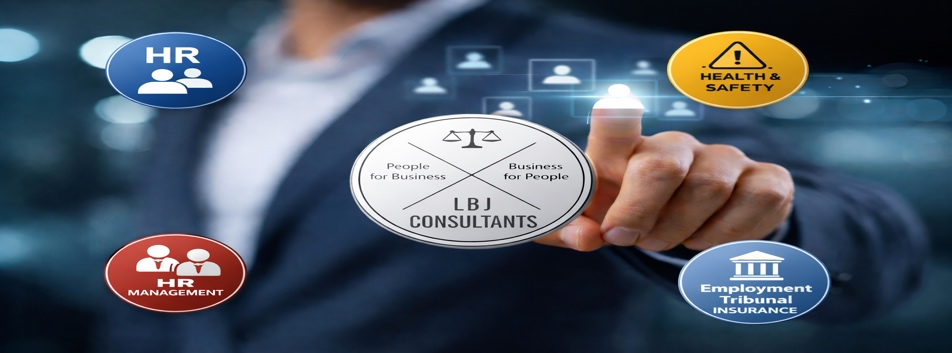 HR
HEALTH &
SAFETY
People
for Business
Business
for People
LBJ
CONSULTANTS
HR
MANAGEMENT
Employment
Tribunal
INSURANCE